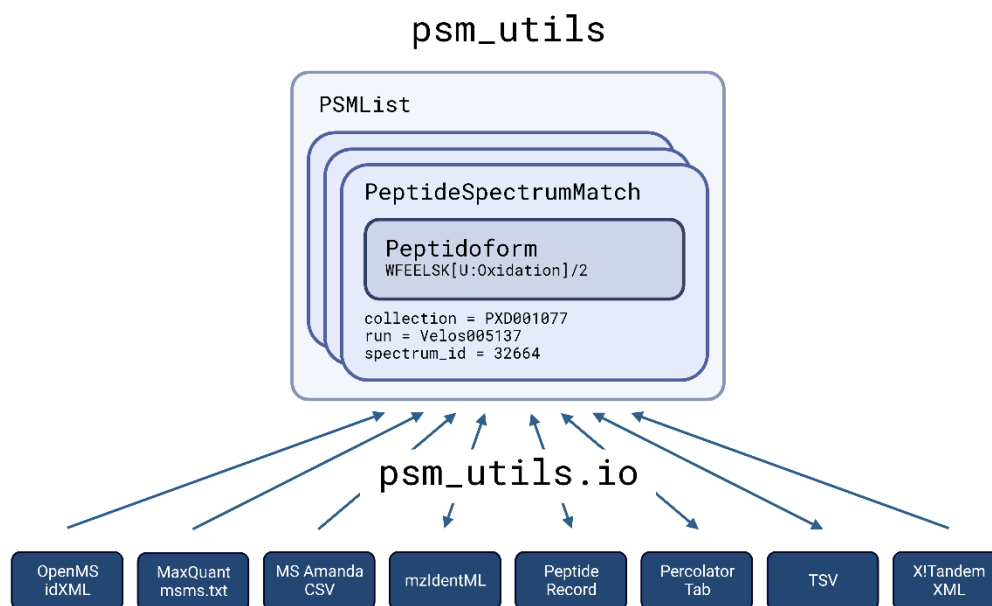 psm_utils
PSMList
PeptideSpectrumMatch
Peptidoform
WFEELSK[U:Oxidation]/2
collection = PXD001077
run = Velos005137
spectrum_id = 32664
psm_utils.io
OpenMS
idXML
MaxQuant
msms.txt
MS Amanda
CSV
mzIdentML
Peptide
Record
Percolator
Tab
TSV
X!Tandem
XML